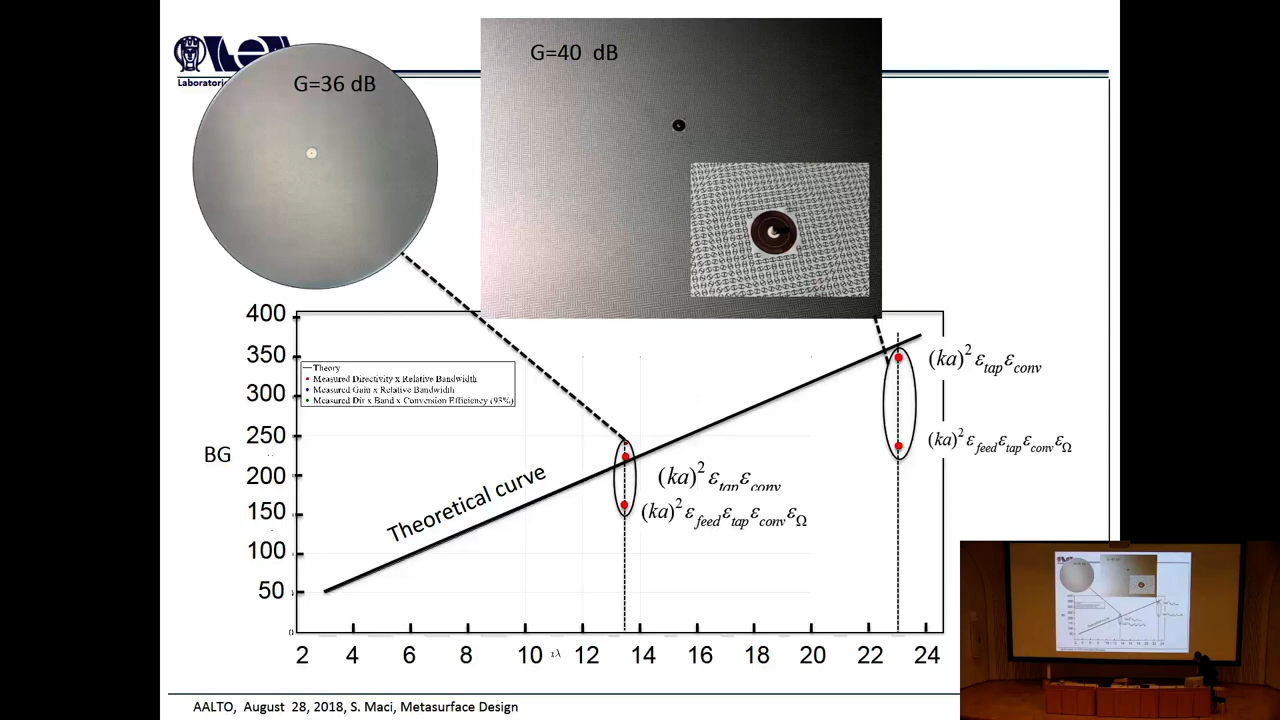 G=36 dB
G=40 dB
Laboratorio
400
350
300
250
200
150
100
50
0
BG
Theory
Measured Directivity x Relative Bandwidth
Measured Gain x Relative Bandwidth
Measured Dir x Band x Conversion Efficiency (93%)
Theoretical curve
(ka)² ε_tap ε_conv
(ka)² ε_feed ε_tap ε_conv ε_Ω
(ka)² ε_tap ε_conv
(ka)² ε_feed ε_tap ε_conv ε_Ω
2 4 6 8 10 12 14 16 18 20 22 24
AALTO, August 28, 2018, S. Maci, Metasurface Design